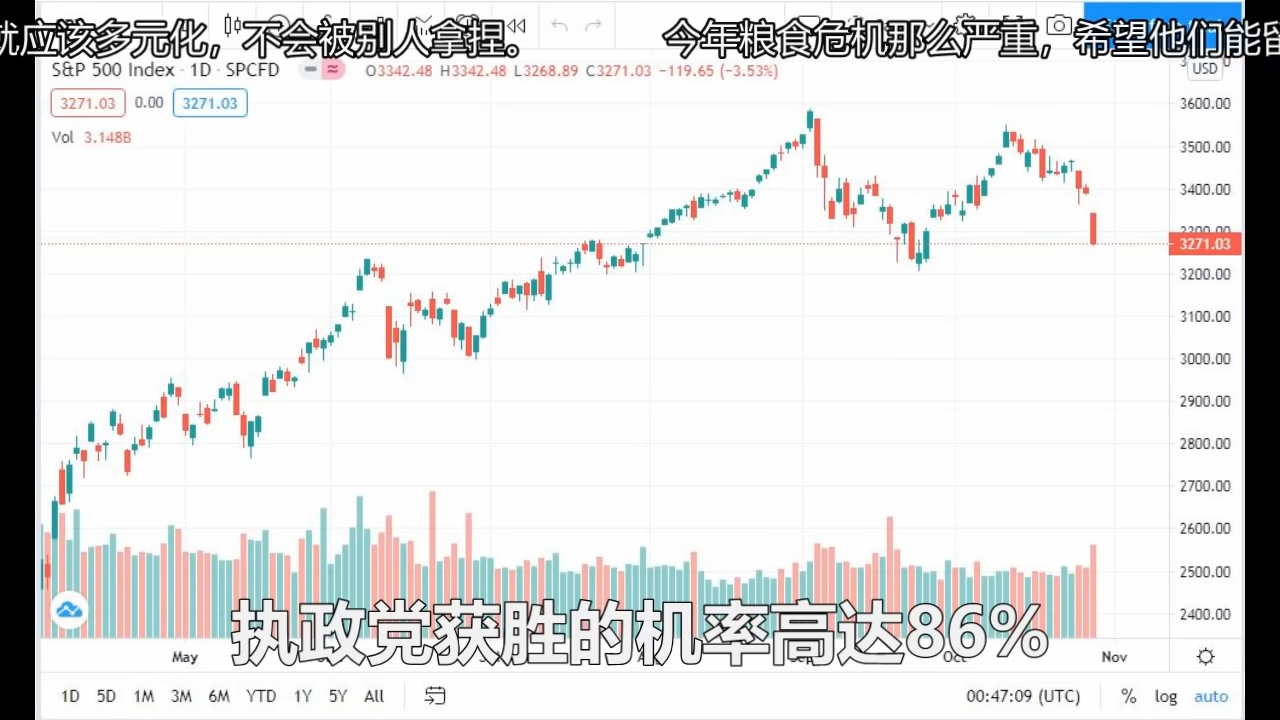 就应该多元化，不会被别人拿捏。 今年粮食危机那么严重，希望他们能留
S&P 500 Index · 1D · SPCFD O3342.48 H3342.48 L3268.89 C3271.03 −119.65 (−3.53%)
USD
3271.03 0.00 3271.03
Vol 3.148B
3600.00
3500.00
3400.00
3200.00
3271.03
3200.00
3100.00
3000.00
2900.00
2800.00
2700.00
2600.00
2500.00
2400.00
执政党获胜的机率高达86%
May Oct Nov
1D 5D 1M 3M 6M YTD 1Y 5Y All 00:47:09 (UTC) % log auto